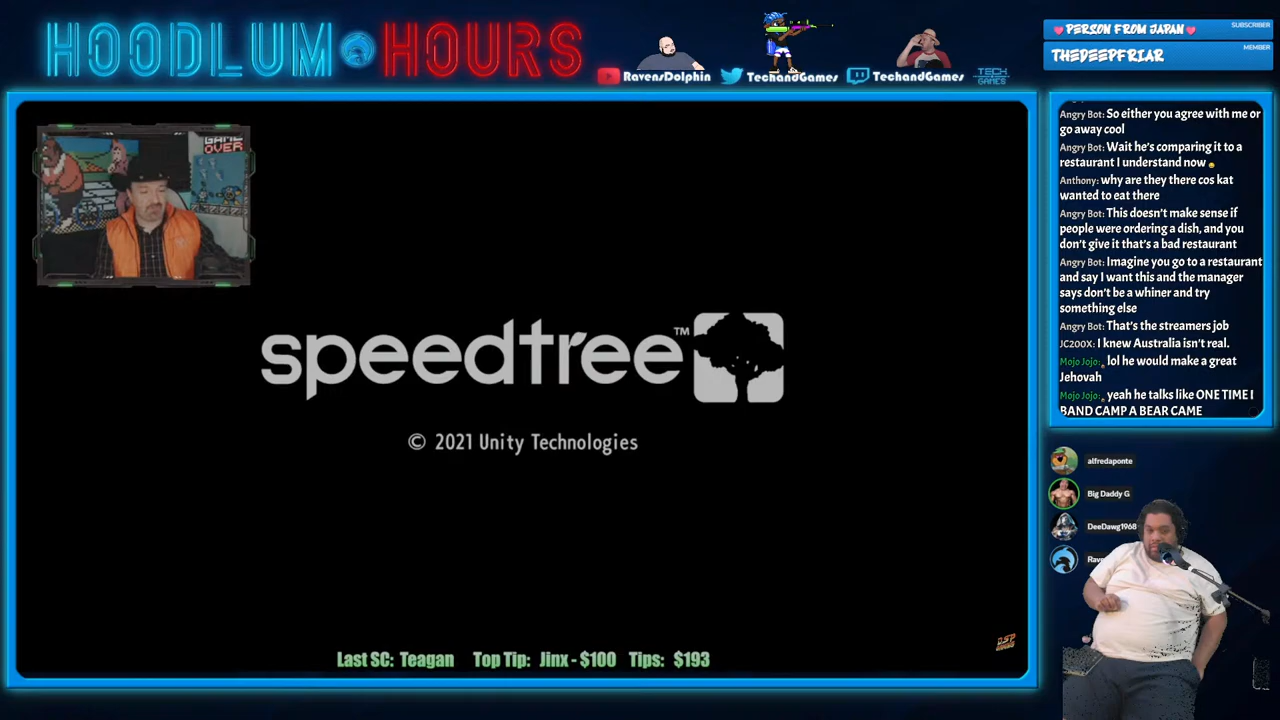 HOODLUM HOURS
RavensDolphin
TechandGames
TechandGames
TECH
GAMES
PERSON FROM JAPAN
SUBSCRIBER
THEDEEPFRIAR
MEMBER
GAME
OVER
speedtree™
© 2021 Unity Technologies
Last SC: Teagan Top Tip: Jinx - $100 Tips: $193
DSP
Angry Bot: So either you agree with me or
go away cool
Angry Bot: Wait he's comparing it to a
restaurant I understand now
Anthony: why are they there cos kat
wanted to eat there
Angry Bot: This doesn't make sense if
people were ordering a dish, and you
don't give it that's a bad restaurant
Angry Bot: Imagine you go to a restaurant
and say I want this and the manager
says don't be a whiner and try
something else
Angry Bot: That's the streamers job
JC200X: I knew Australia isn't real.
Mojo Jojo: lol he would make a great
Jehovah
Mojo Jojo: yeah he talks like ONE TIME I
BAND CAMP A BEAR CAME
alfredaponte
Big Daddy G
DeeDawg1968